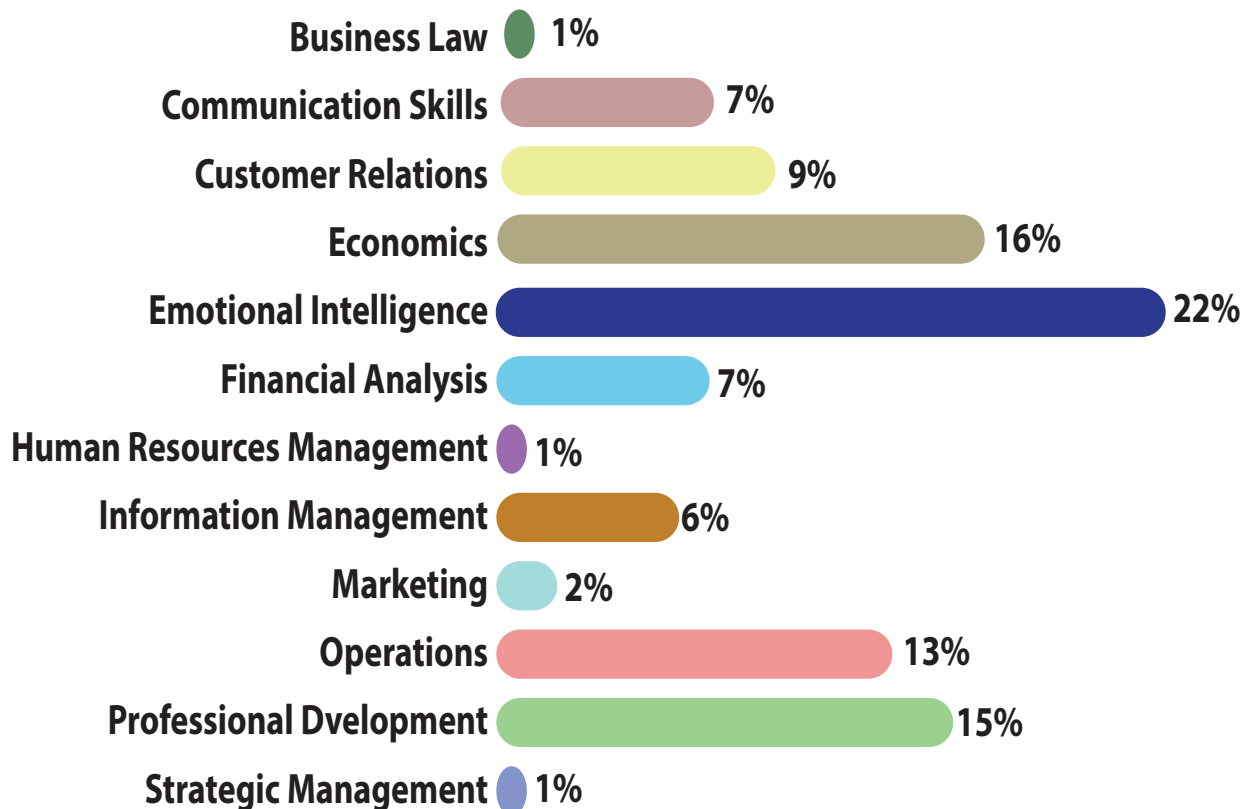 Business Law 1%
Communication Skills 7%
Customer Relations 9%
Economics 16%
Emotional Intelligence 22%
Financial Analysis 7%
Human Resources Management 1%
Information Management 6%
Marketing 2%
Operations 13%
Professional Dvelopment 15%
Strategic Management 1%